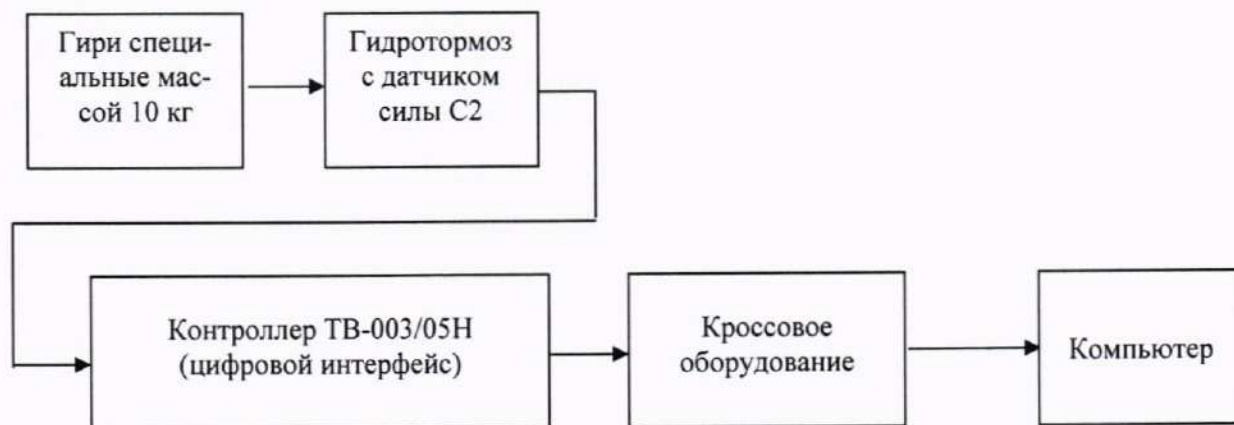 Гири специ-
альные мас-
сой 10 кг
Гидротормоз
с датчиком
силы С2
Контроллер ТВ-003/05Н
(цифровой интерфейс)
Кроссовое
оборудование
Компьютер